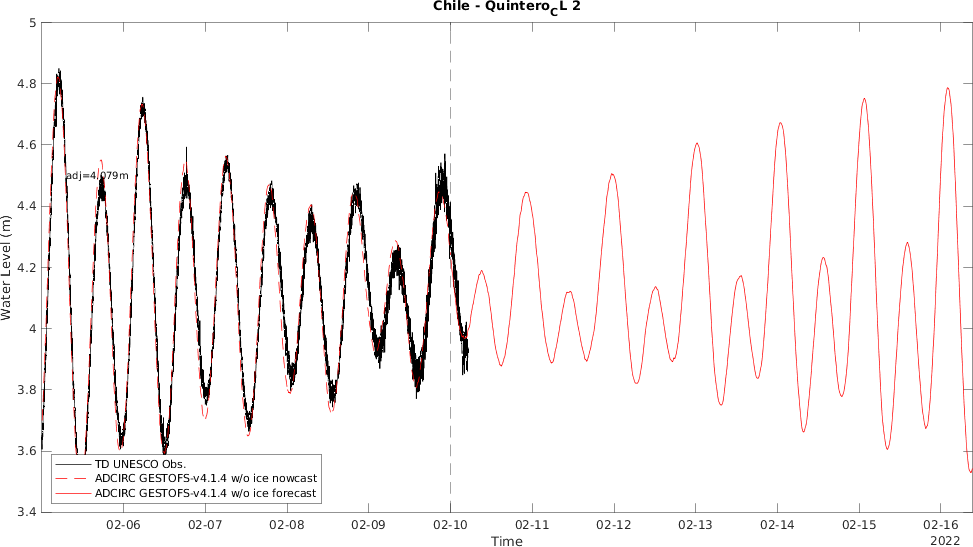 Chile - Quintero_CL 2
Water Level (m)
5
4.8
4.6
4.4
4.2
4
3.8
3.6
3.4
adj=4.079m
TD UNESCO Obs.
ADCIRC GESTOFS-v4.1.4 w/o ice nowcast
ADCIRC GESTOFS-v4.1.4 w/o ice forecast
02-06 02-07 02-08 02-09 02-10 02-11 02-12 02-13 02-14 02-15 02-16
Time
2022